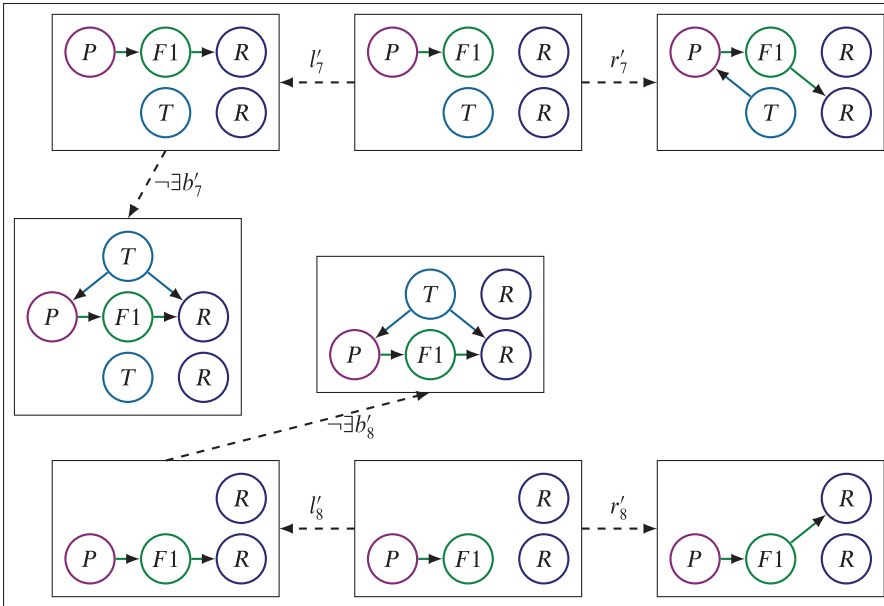 P F1 R l′₇ P F1 R r′₇ P F1 R
T R T R T R
¬∃b′₇
T
P F1 R
T R
T R
P F1 R
¬∃b′₈
R l′₈ R r′₈ R
P F1 R P F1 R P F1 R